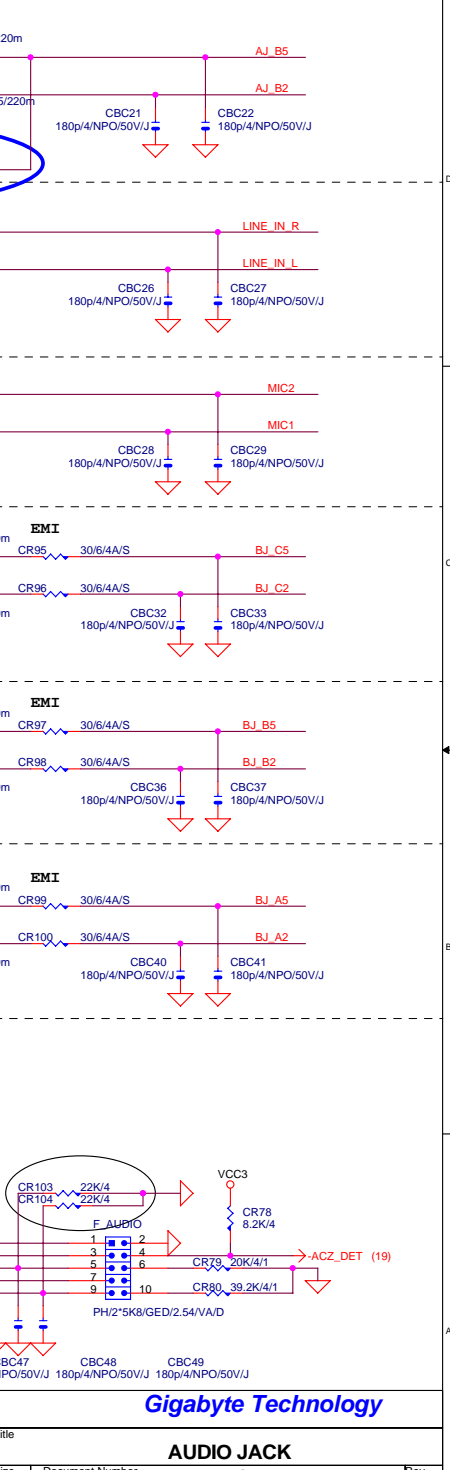 20m
AJ_B5
5/220m
AJ_B2
CBC21
180p/4/NPO/50V/J
CBC22
180p/4/NPO/50V/J
D
LINE_IN_R
LINE_IN_L
CBC26
180p/4/NPO/50V/J
CBC27
180p/4/NPO/50V/J
MIC2
MIC1
CBC28
180p/4/NPO/50V/J
CBC29
180p/4/NPO/50V/J
EMI
m
CR95 30/6/4A/S BJ_C5
C
CR96 30/6/4A/S BJ_C2
m
CBC32
180p/4/NPO/50V/J
CBC33
180p/4/NPO/50V/J
EMI
m
CR97 30/6/4A/S BJ_B5
CR98 30/6/4A/S BJ_B2
m
CBC36
180p/4/NPO/50V/J
CBC37
180p/4/NPO/50V/J
EMI
m
CR99 30/6/4A/S BJ_A5
CR100 30/6/4A/S BJ_A2
B
m
CBC40
180p/4/NPO/50V/J
CBC41
180p/4/NPO/50V/J
VCC3
CR103 22K/4
CR104 22K/4
CR78
8.2K/4
F_AUDIO
1 2
3 4
-ACZ_DET (19)
5 6
CR79 20K/4/1
7
9 10
CR80 39.2K/4/1
PH/2*5K8/GED/2.54/VA/D
A
CBC47 CBC48 CBC49
NPO/50V/J 180p/4/NPO/50V/J 180p/4/NPO/50V/J
Gigabyte Technology
Title
AUDIO JACK
Size Document Number Rev